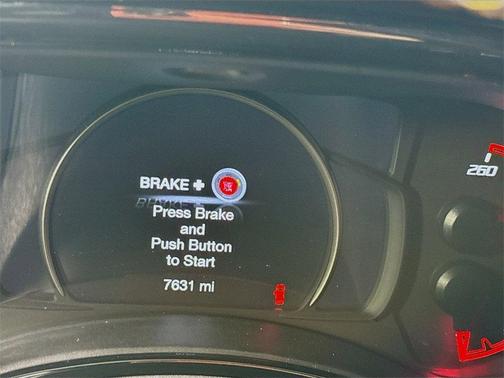 BRAKE +
Press Brake
and
Push Button
to Start
7631 mi
260